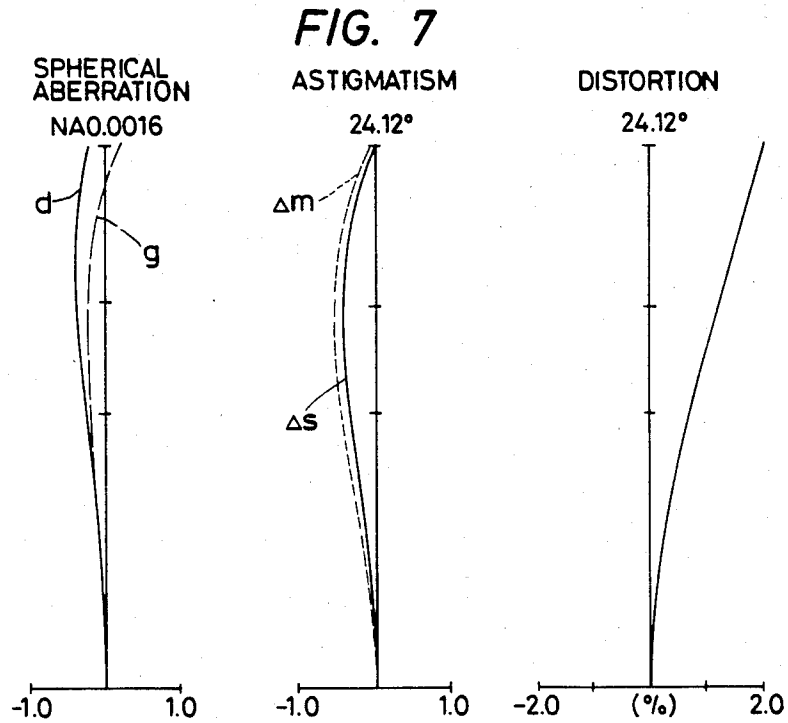 FIG. 7
SPHERICAL
ABERRATION
NA0.0016
d
g
-1.0
1.0
ASTIGMATISM
24.12°
Δm
Δs
-1.0
1.0
DISTORTION
24.12°
-2.0
(%)
2.0